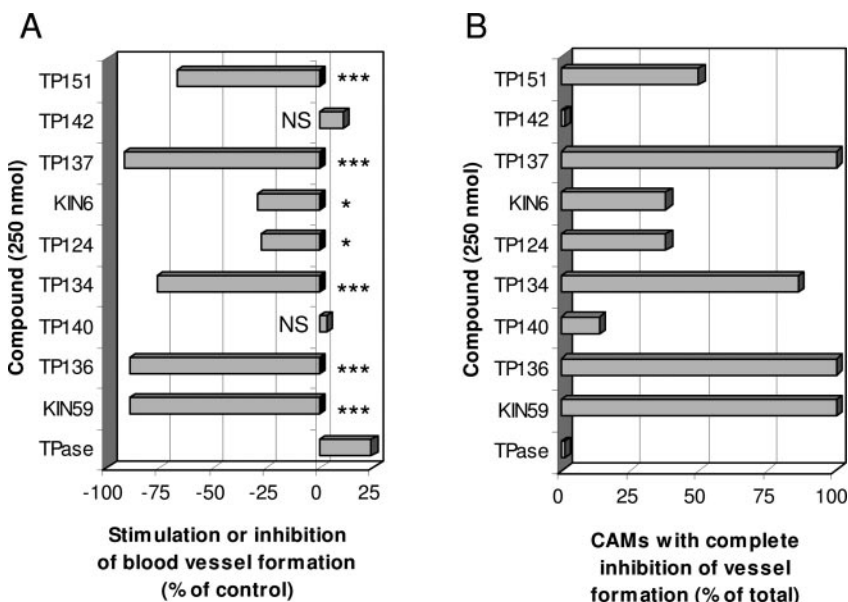 A
Compound (250 nmol)
TP151
***
TP142
NS
TP137
***
KIN6
*
TP124
*
TP134
***
TP140
NS
TP136
***
KIN59
***
TPase
-100 -75 -50 -25 0 25
Stimulation or inhibition
of blood vessel formation
(% of control)
B
Compound (250 nmol)
TP151
TP142
TP137
KIN6
TP124
TP134
TP140
TP136
KIN59
TPase
0 25 50 75 100
CAMs with complete
inhibition of vessel
formation (% of total)